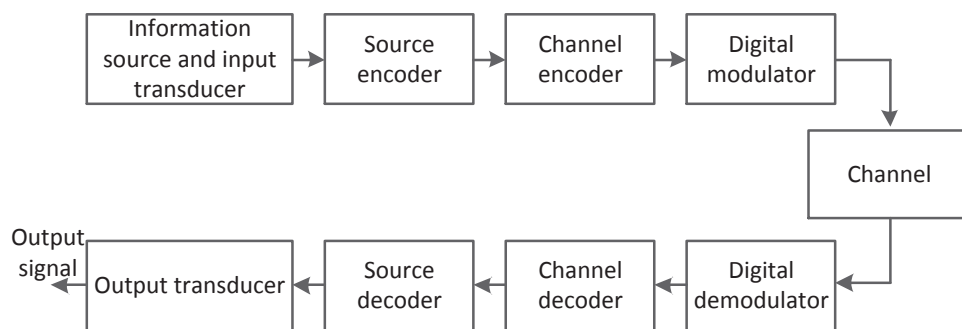 Information
source and input
transducer
Source
encoder
Channel
encoder
Digital
modulator
Channel
Output
signal
Output transducer
Source
decoder
Channel
decoder
Digital
demodulator